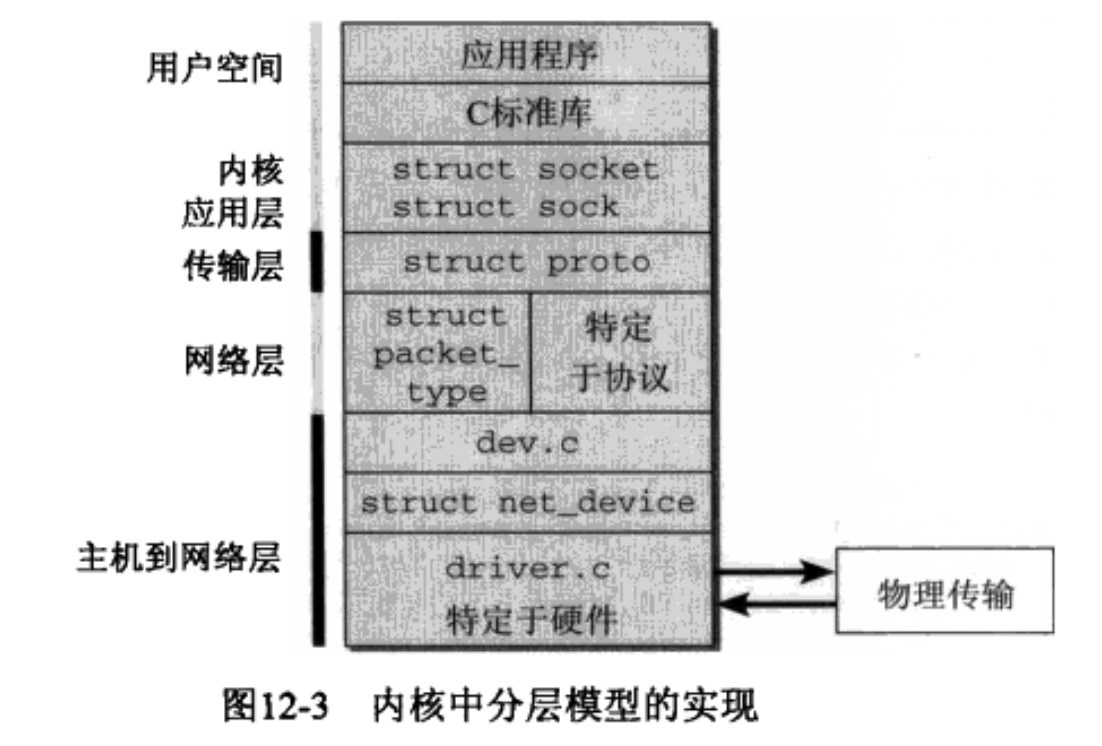 用户空间
应用程序
C标准库
内核
应用层
struct socket
struct sock
传输层
struct proto
网络层
struct
packet_
type
特定
于协议
dev.c
struct net_device
主机到网络层
driver.c
特定于硬件
物理传输
图12-3 内核中分层模型的实现